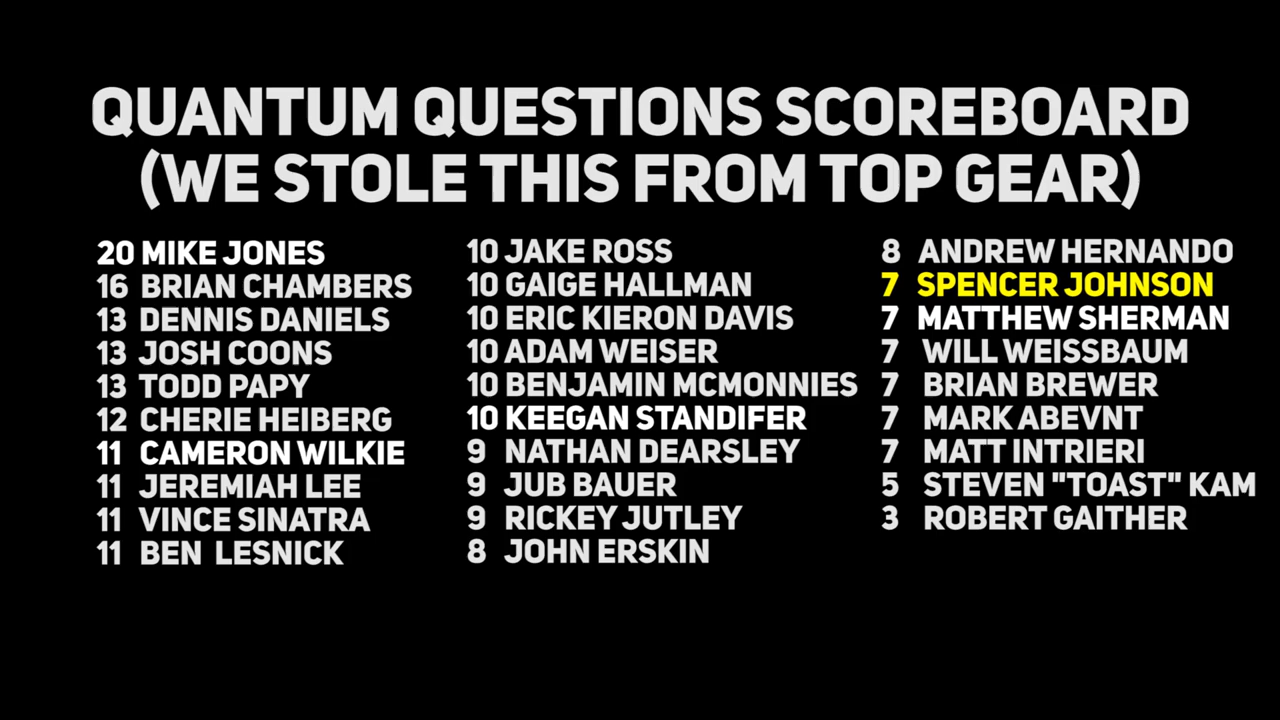 QUANTUM QUESTIONS SCOREBOARD
(WE STOLE THIS FROM TOP GEAR)
20 MIKE JONES
16 BRIAN CHAMBERS
13 DENNIS DANIELS
13 JOSH COONS
13 TODD PAPY
12 CHERIE HEIBERG
11 CAMERON WILKIE
11 JEREMIAH LEE
11 VINCE SINATRA
11 BEN LESNICK
10 JAKE ROSS
10 GAIGE HALLMAN
10 ERIC KIERON DAVIS
10 ADAM WEISER
10 BENJAMIN MCMONNIES
10 KEEGAN STANDIFER
9 NATHAN DEARSLEY
9 JUB BAUER
9 RICKEY JUTLEY
8 JOHN ERSKIN
8 ANDREW HERNANDO
7 SPENCER JOHNSON
7 MATTHEW SHERMAN
7 WILL WEISSBAUM
7 BRIAN BREWER
7 MARK ABEVNT
7 MATT INTRIERI
5 STEVEN "TOAST" KAM
3 ROBERT GAITHER